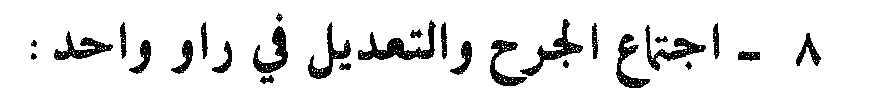 ٨ ـ اجتماع الجرح والتعديل في راو واحد :